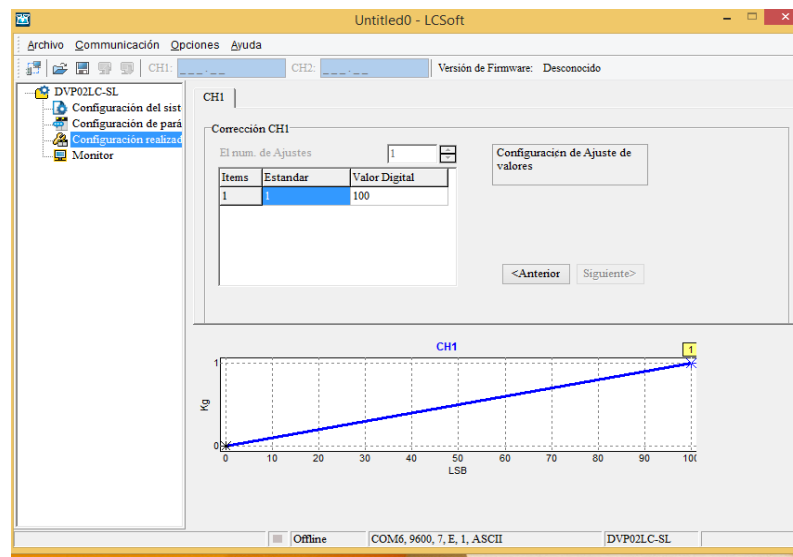 Untitled0 - LCSoft
Archivo Communicación Opciones Ayuda
CH1: _ _ _ . _ _ CH2: _ _ _ . _ _ Versión de Firmware: Desconocido
DVP02LC-SL
Configuración del sist
Configuración de pará
Configuración realizad
Monitor
CH1
Corrección CH1
El num. de Ajustes 1
Items Estandar Valor Digital
1 1 100
Configuración de Ajuste de
valores
<Anterior Siguiente>
CH1
1
1
Kg
0
0 10 20 30 40 50 60 70 80 90 100
LSB
Offline COM6, 9600, 7, E, 1, ASCII DVP02LC-SL